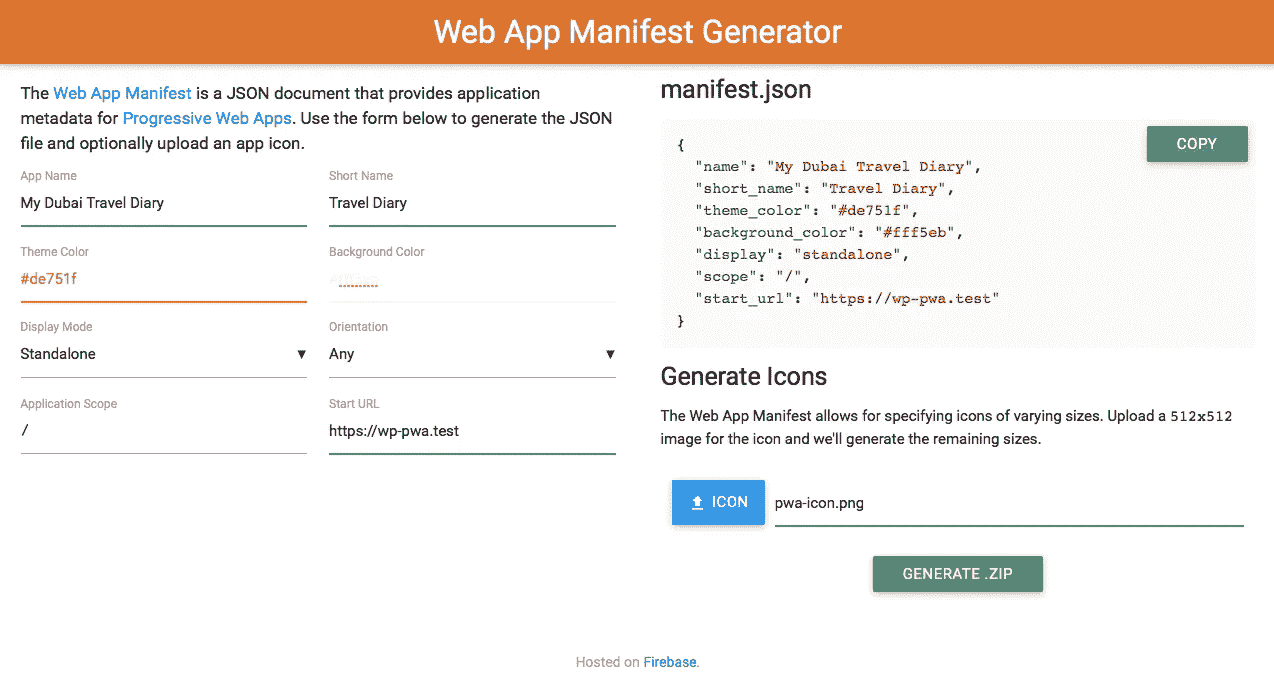 Web App Manifest Generator
The Web App Manifest is a JSON document that provides application
metadata for Progressive Web Apps. Use the form below to generate the JSON
file and optionally upload an app icon.
App Name
Short Name
My Dubai Travel Diary
Travel Diary
Theme Color
Background Color
#de751f
Display Mode
Orientation
Standalone
Any
Application Scope
Start URL
/
https://wp-pwa.test
manifest.json
COPY
{
"name": "My Dubai Travel Diary",
"short_name": "Travel Diary",
"theme_color": "#de751f",
"background_color": "#fff5eb",
"display": "standalone",
"scope": "/",
"start_url": "https://wp-pwa.test"
}
Generate Icons
The Web App Manifest allows for specifying icons of varying sizes. Upload a 512x512
image for the icon and we'll generate the remaining sizes.
ICON
pwa-icon.png
GENERATE .ZIP
Hosted on Firebase.